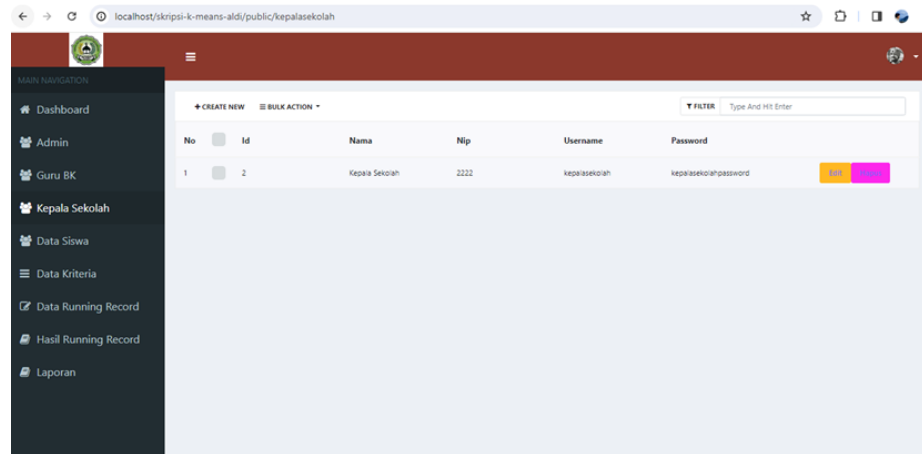 localhost/skripsi-k-means-aldi/public/kepalasekolah
MAIN NAVIGATION
Dashboard
Admin
Guru BK
Kepala Sekolah
Data Siswa
Data Kriteria
Data Running Record
Hasil Running Record
Laporan
+ CREATE NEW BULK ACTION FILTER Type And Hit Enter
No Id Nama Nip Username Password
1 2 Kepala Sekolah 2222 kepalasekolah kepalasekolahpassword Edit